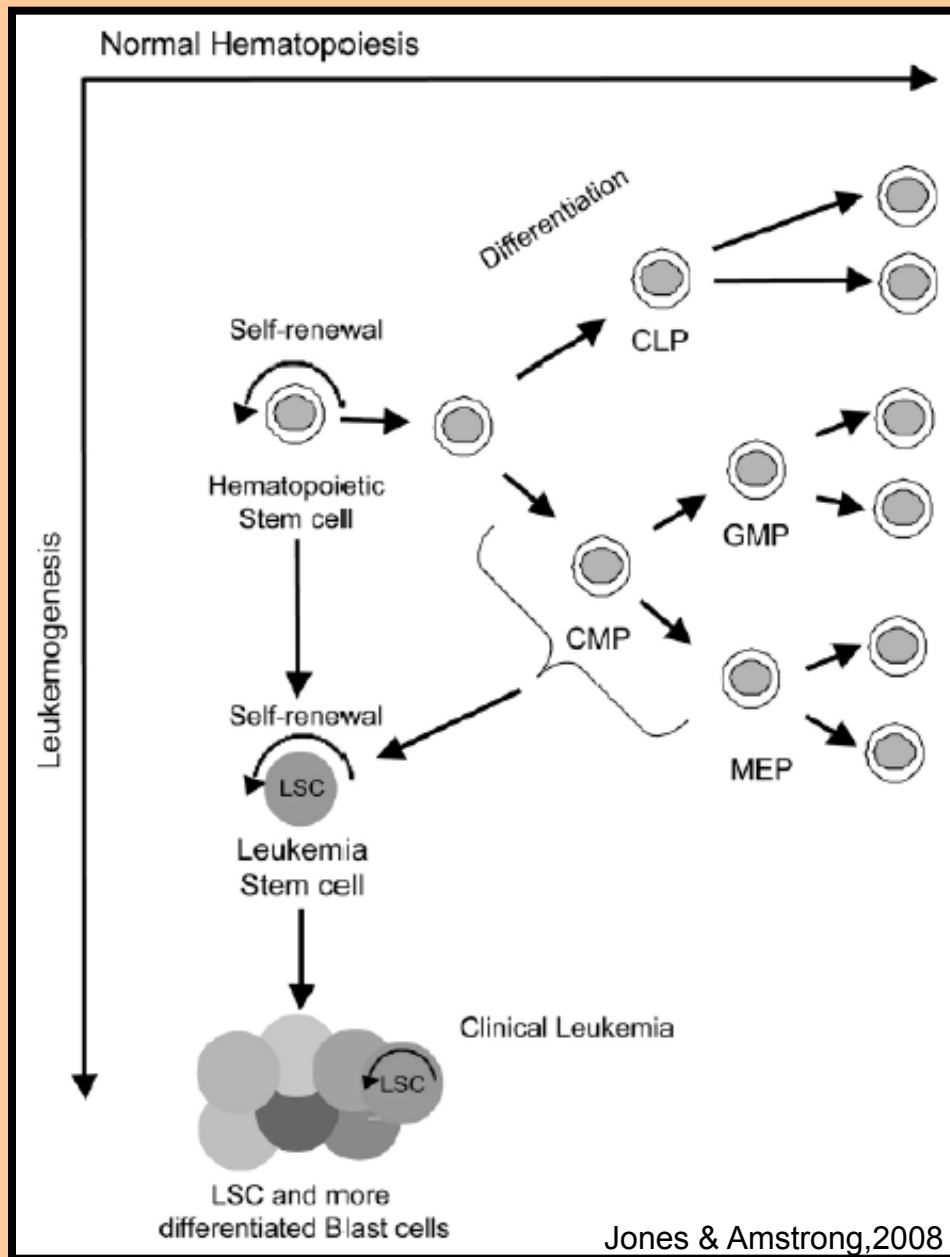 Normal Hematopoiesis
Differentiation
CLP
Self-renewal
Hematopoietic
Stem cell
GMP
CMP
MEP
Leukemogenesis
Self-renewal
LSC
Leukemia
Stem cell
Clinical Leukemia
LSC
LSC and more
differentiated Blast cells
Jones & Amstrong,2008